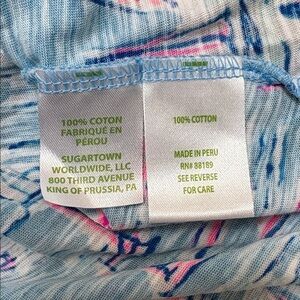 100% COTON
FABRIQUÉ EN
PÉROU
SUGARTOWN
WORLDWIDE, LLC
800 THIRD AVENUE
KING OF PRUSSIA, PA
100% COTTON
MADE IN PERU
RN# 88189
SEE REVERSE
FOR CARE